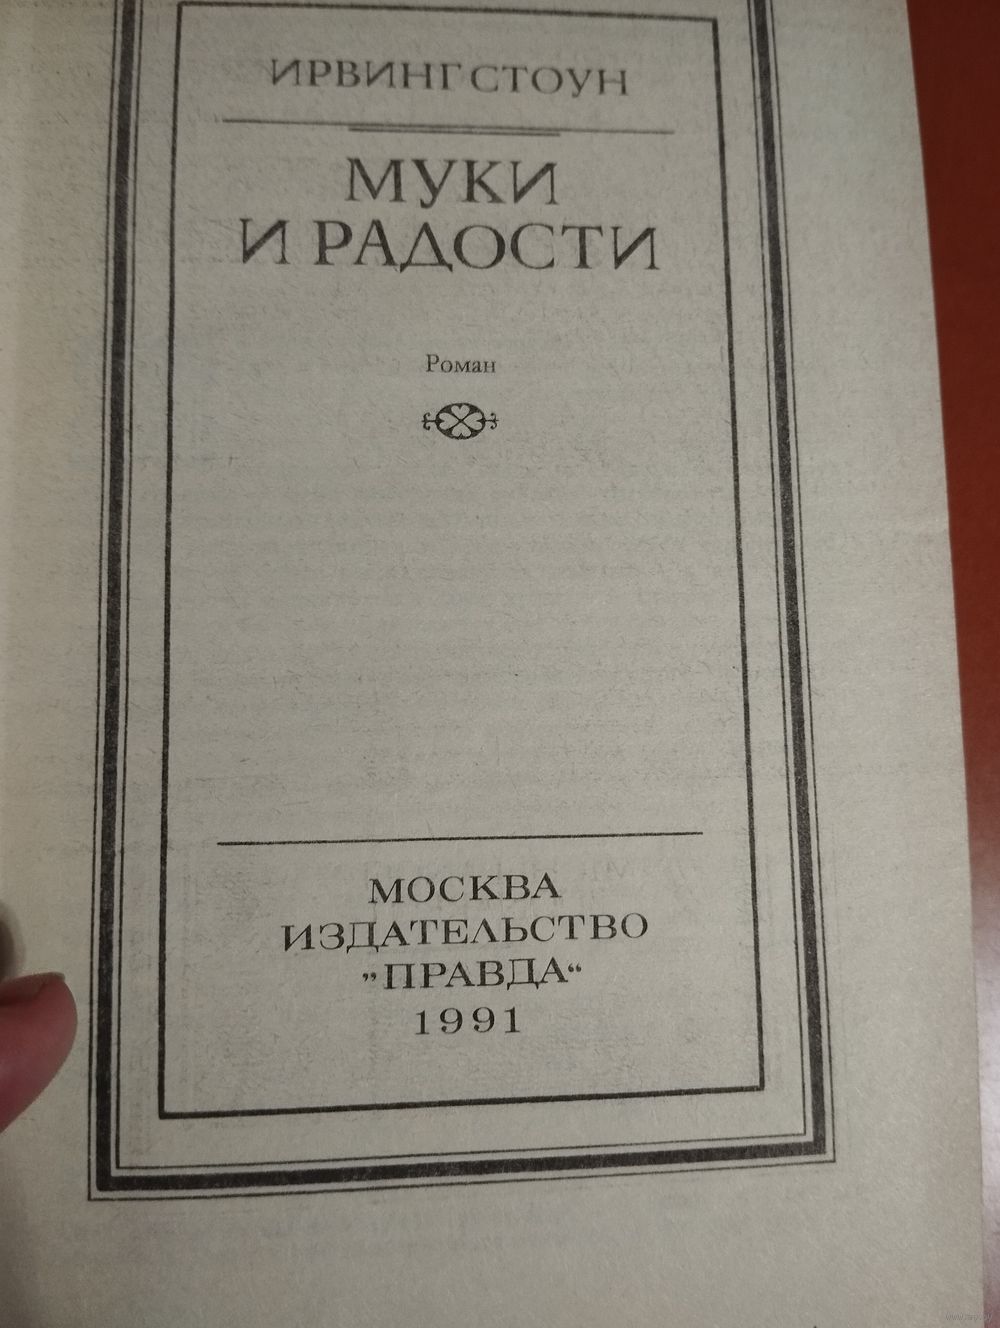 ИРВИНГ СТОУН
МУКИ
И РАДОСТИ
Роман
МОСКВА
ИЗДАТЕЛЬСТВО
„ПРАВДА“
1991